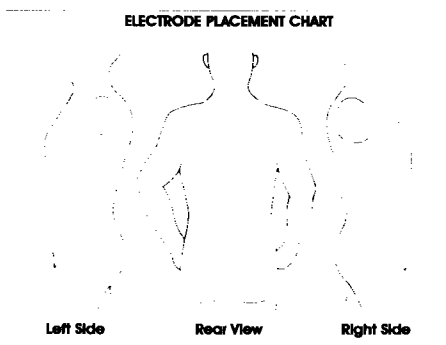 ELECTRODE PLACEMENT CHART
Left Side
Rear View
Right Side